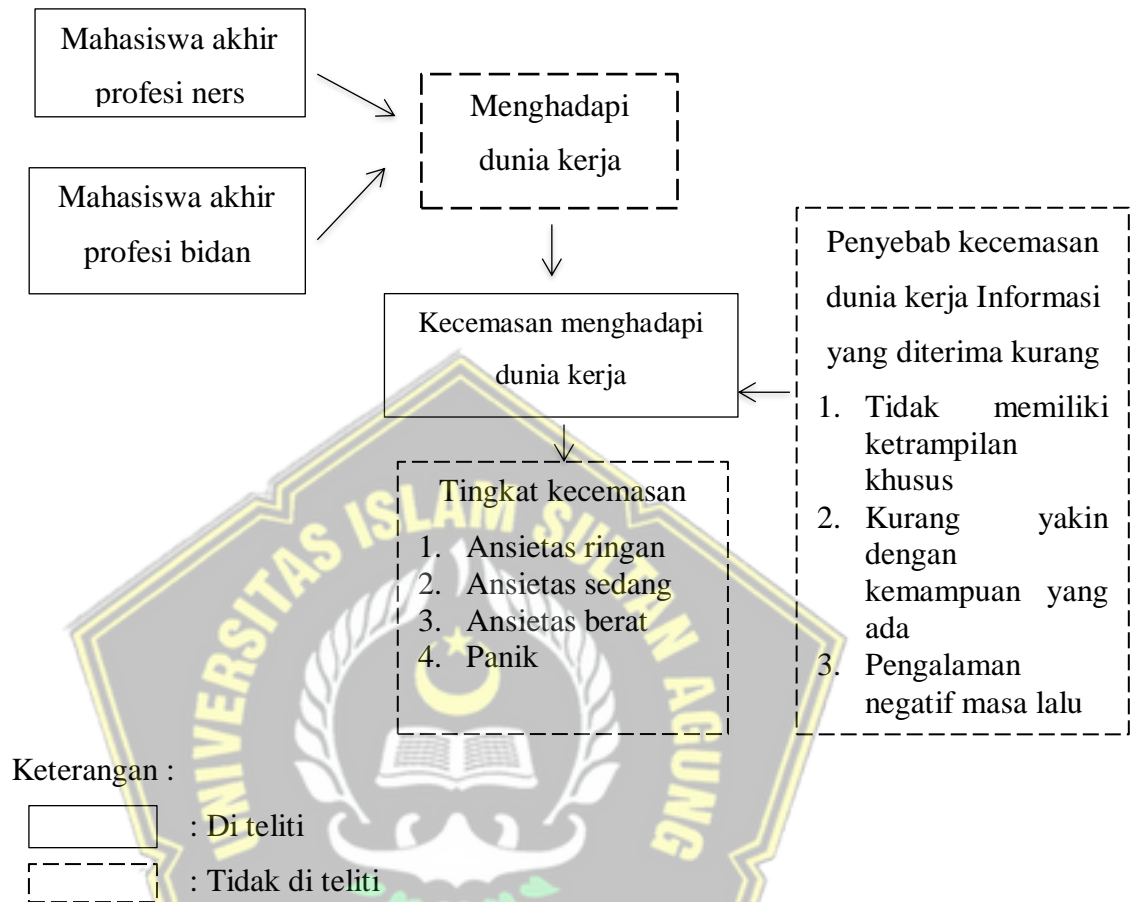 Mahasiswa akhir
profesi ners
Mahasiswa akhir
profesi bidan
Menghadapi
dunia kerja
Kecemasan menghadapi
dunia kerja
Penyebab kecemasan
dunia kerja Informasi
yang diterima kurang
1. Tidak memiliki
ketrampilan
khusus
2. Kurang yakin
dengan
kemampuan yang
ada
3. Pengalaman
negatif masa lalu
Tingkat kecemasan
1. Ansietas ringan
2. Ansietas sedang
3. Ansietas berat
4. Panik
UNIVERSITAS ISLAM SULTAN AGUNG
Keterangan :
: Di teliti
: Tidak di teliti